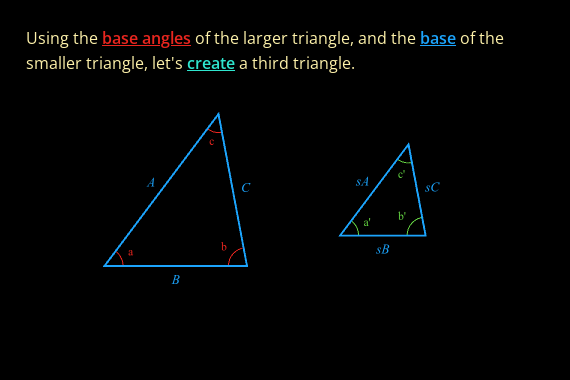 Using the base angles of the larger triangle, and the base of the
smaller triangle, let's create a third triangle.
c
A
C
a
b
B
c'
sA
sC
a'
b'
sB